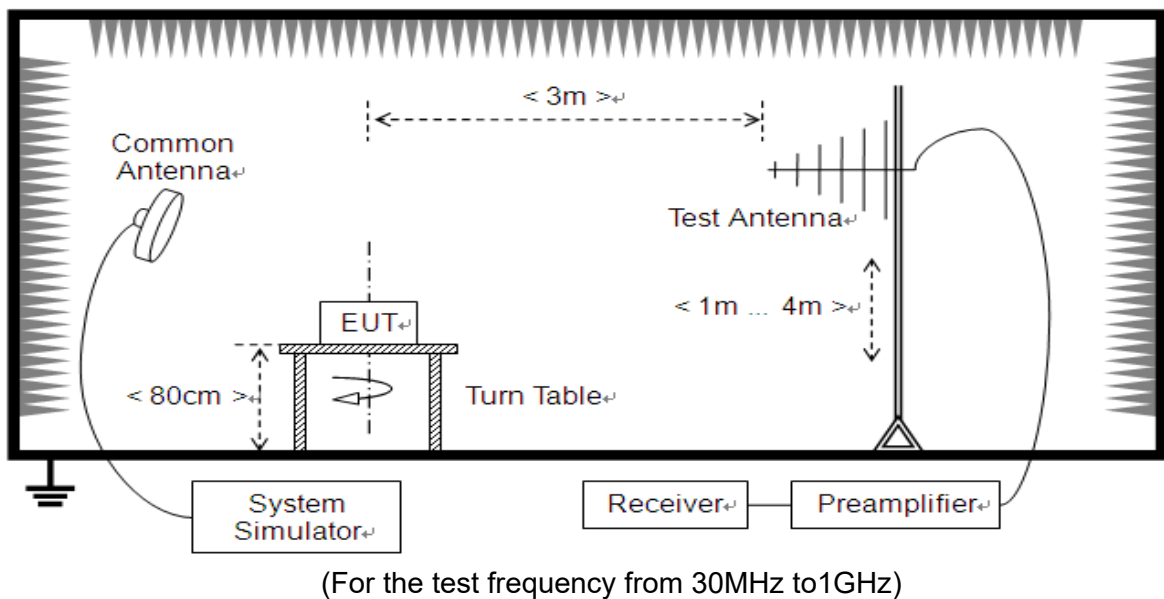 < 3m >↵
Common
Antenna↵
Test Antenna↵
< 1m ... 4m >↵
EUT↵
< 80cm >↵
Turn Table↵
System
Simulator↵
Receiver↵
Preamplifier↵
(For the test frequency from 30MHz to1GHz)